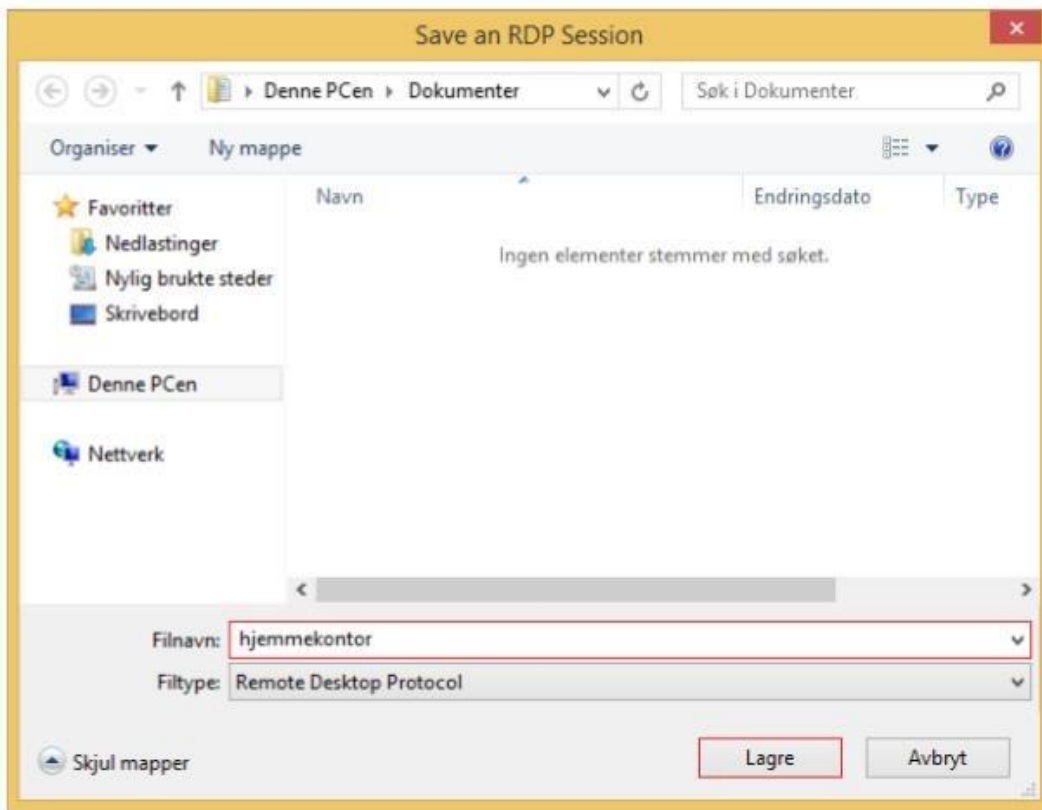 Save an RDP Session
Denne PCen Dokumenter
Søk i Dokumenter
Organiser Ny mappe
Navn Endringsdato Type
Favoritter
Nedlastinger
Nylig brukte steder
Skrivebord
Denne PCen
Nettverk
Ingen elementer stemmer med søket.
Filnavn: hjemmekontor
Filtype: Remote Desktop Protocol
Skjul mapper
Lagre Avbryt